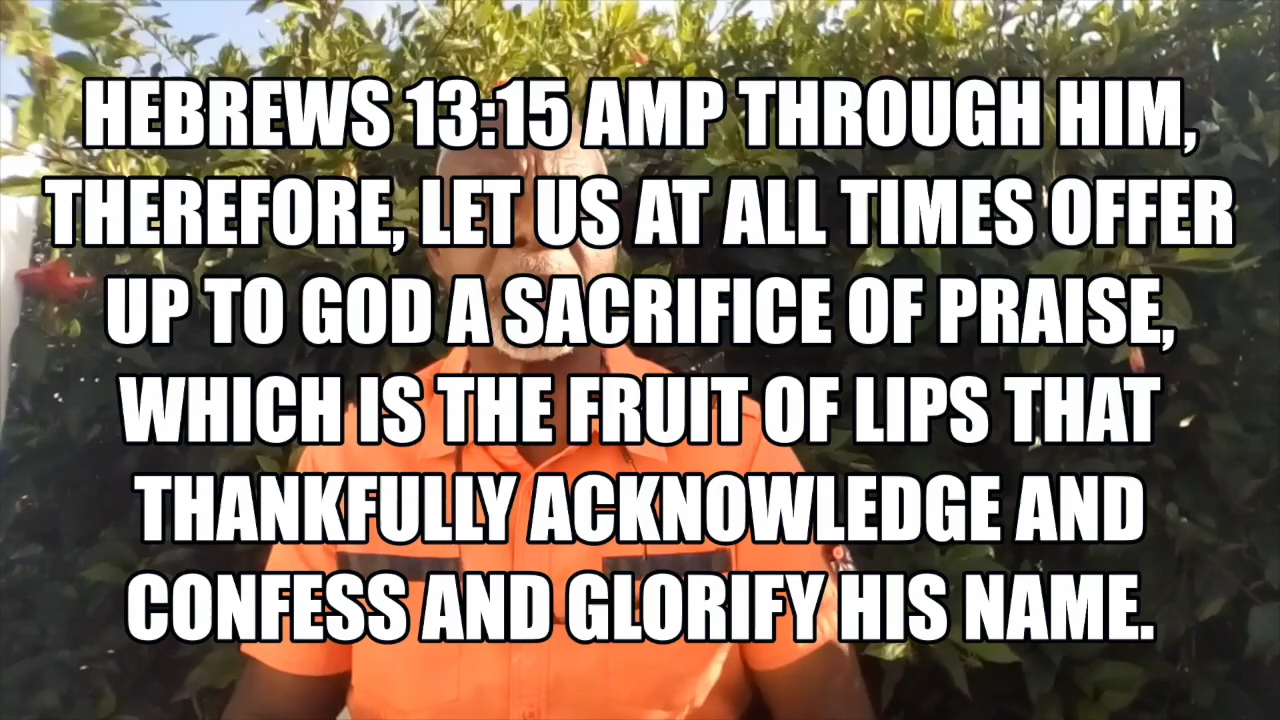 HEBREWS 13:15 AMP THROUGH HIM,
THEREFORE, LET US AT ALL TIMES OFFER
UP TO GOD A SACRIFICE OF PRAISE,
WHICH IS THE FRUIT OF LIPS THAT
THANKFULLY ACKNOWLEDGE AND
CONFESS AND GLORIFY HIS NAME.